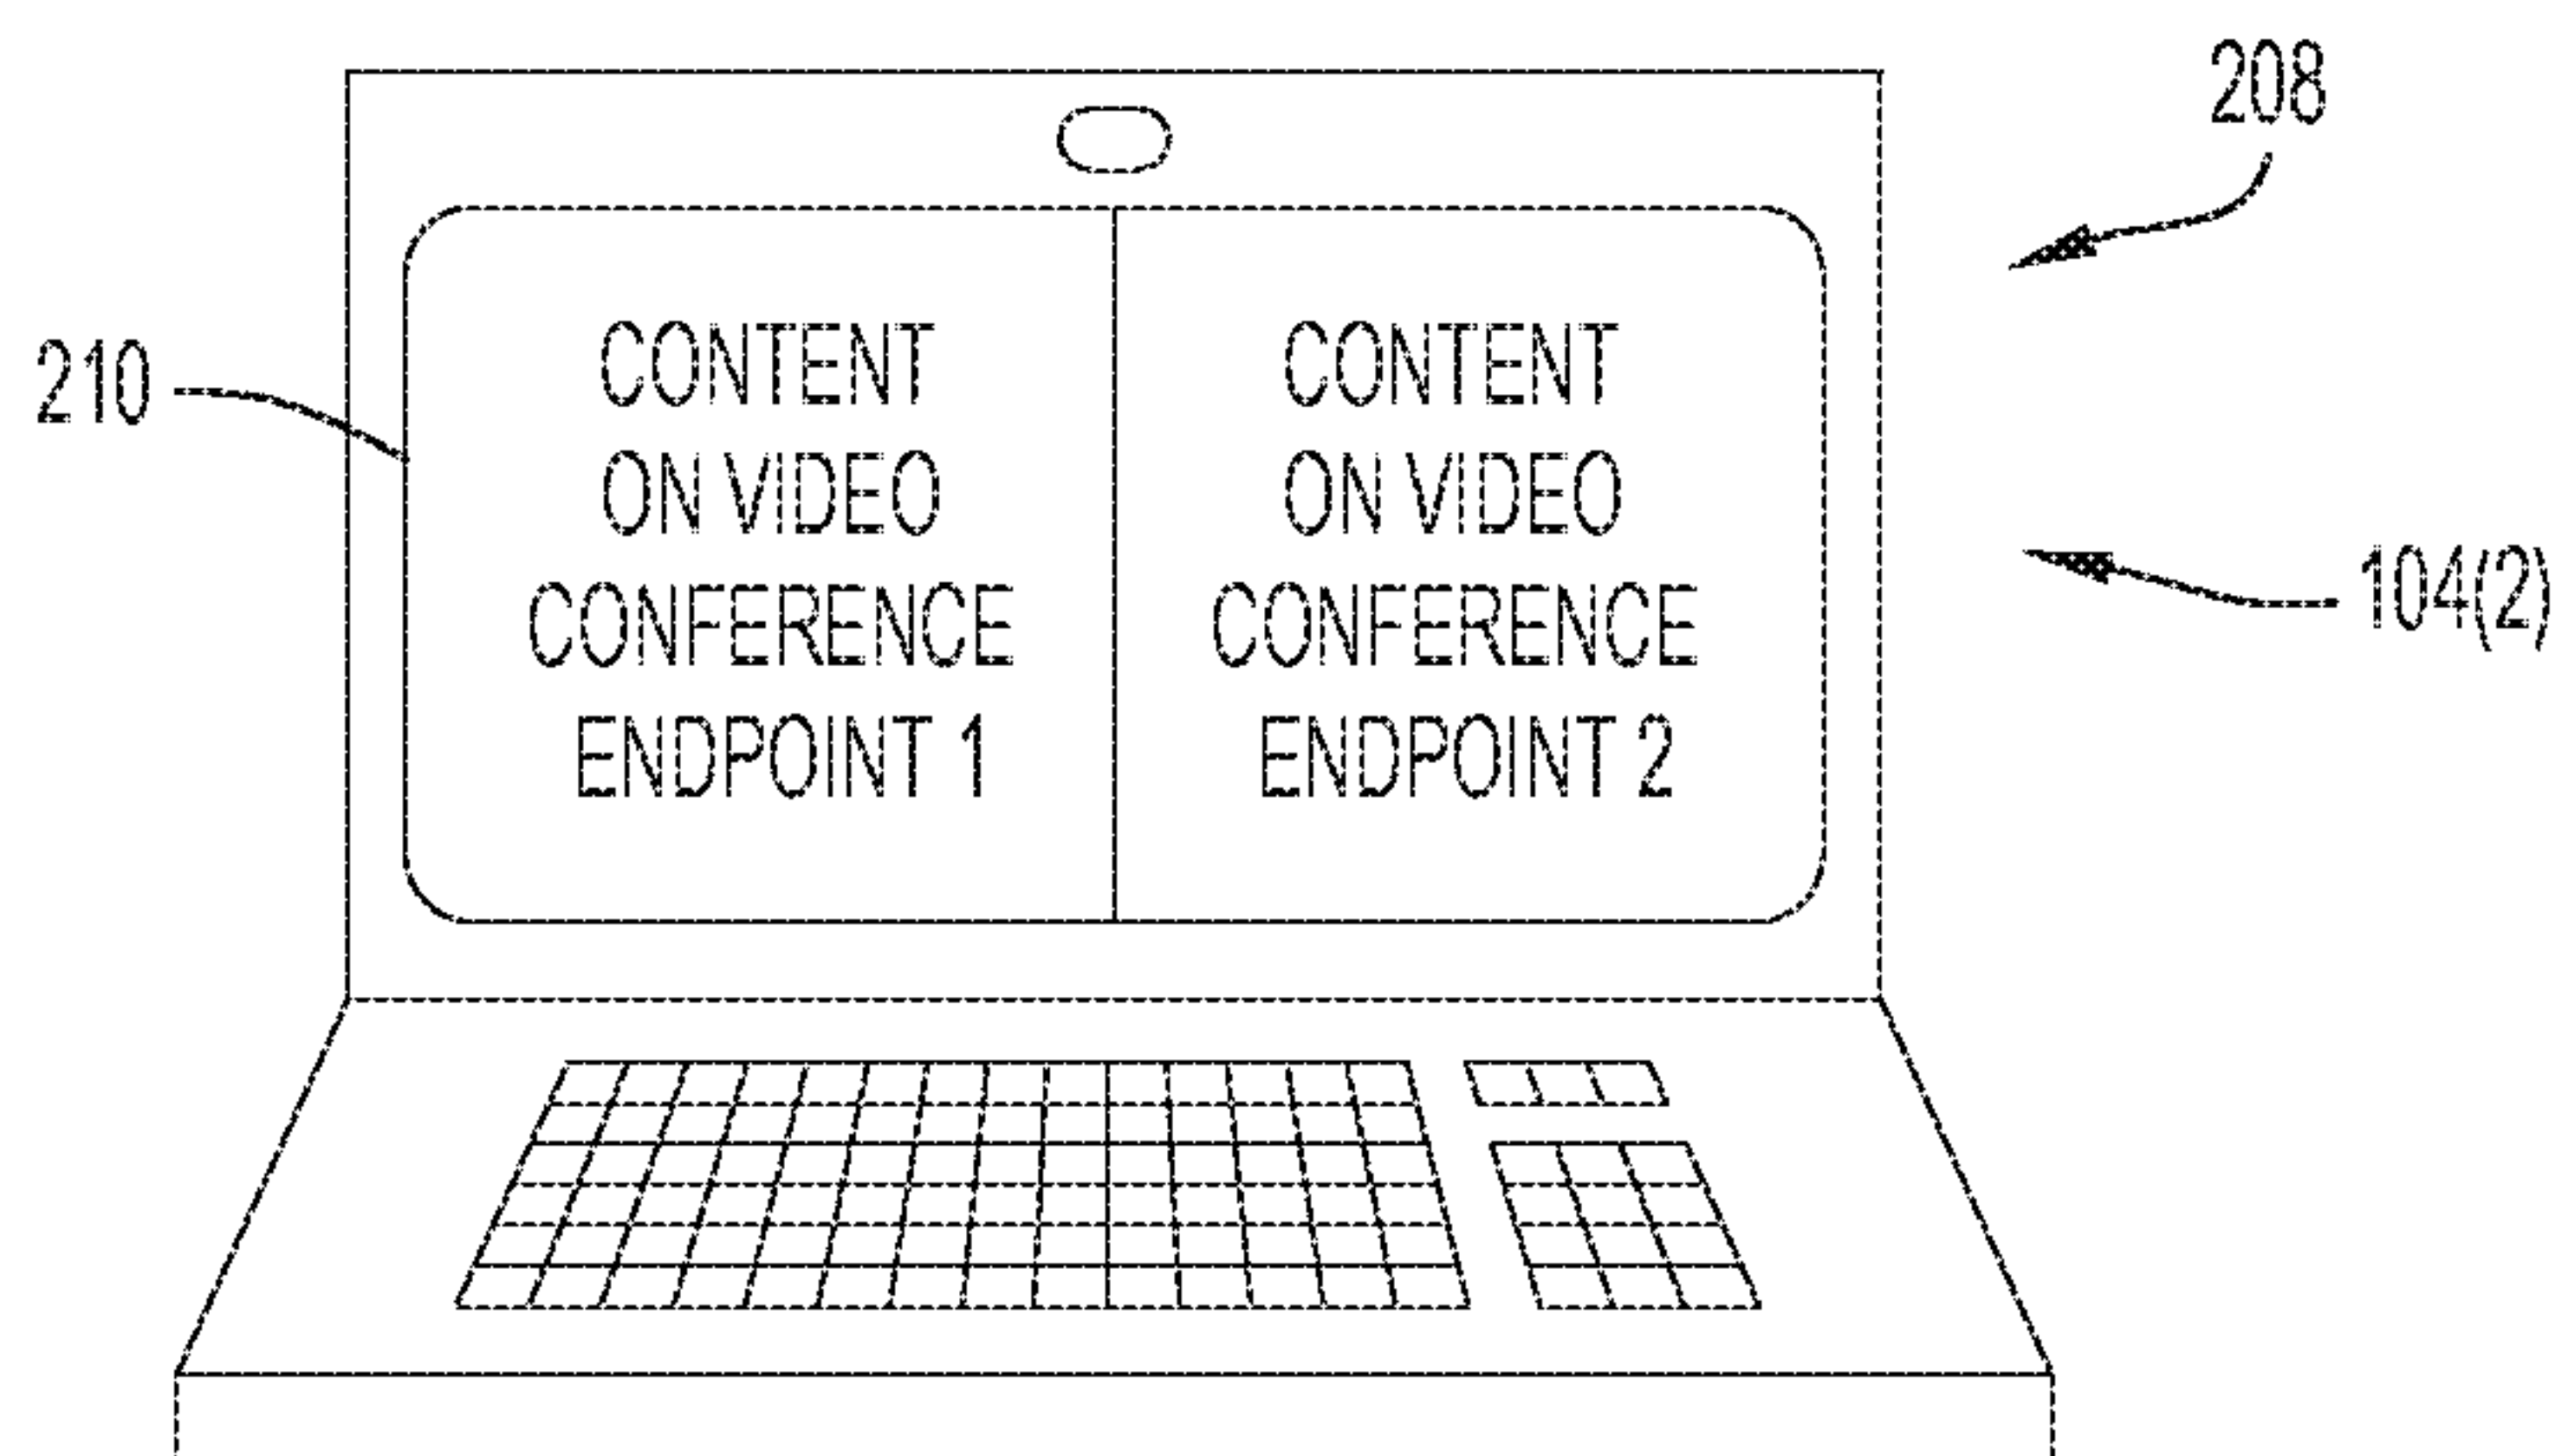 208
210
CONTENT
ON VIDEO
CONFERENCE
ENDPOINT 1
CONTENT
ON VIDEO
CONFERENCE
ENDPOINT 2
104(2)